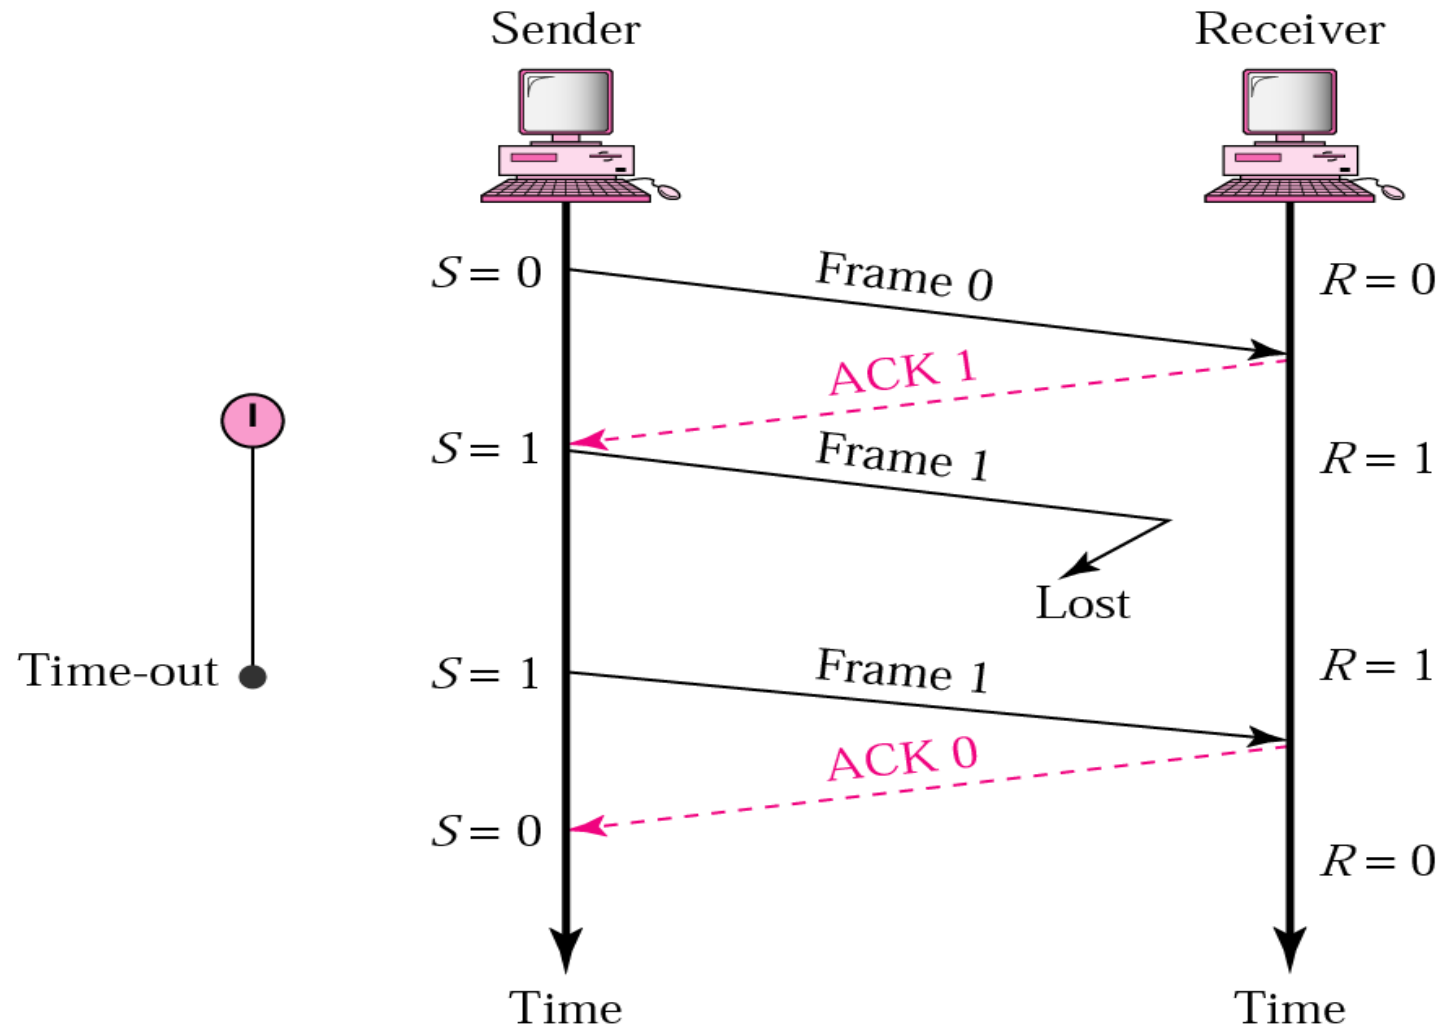 Sender
Receiver
S = 0
Frame 0
R = 0
ACK 1
S = 1
Frame 1
R = 1
Lost
Time-out
S = 1
Frame 1
R = 1
ACK 0
S = 0
R = 0
Time
Time